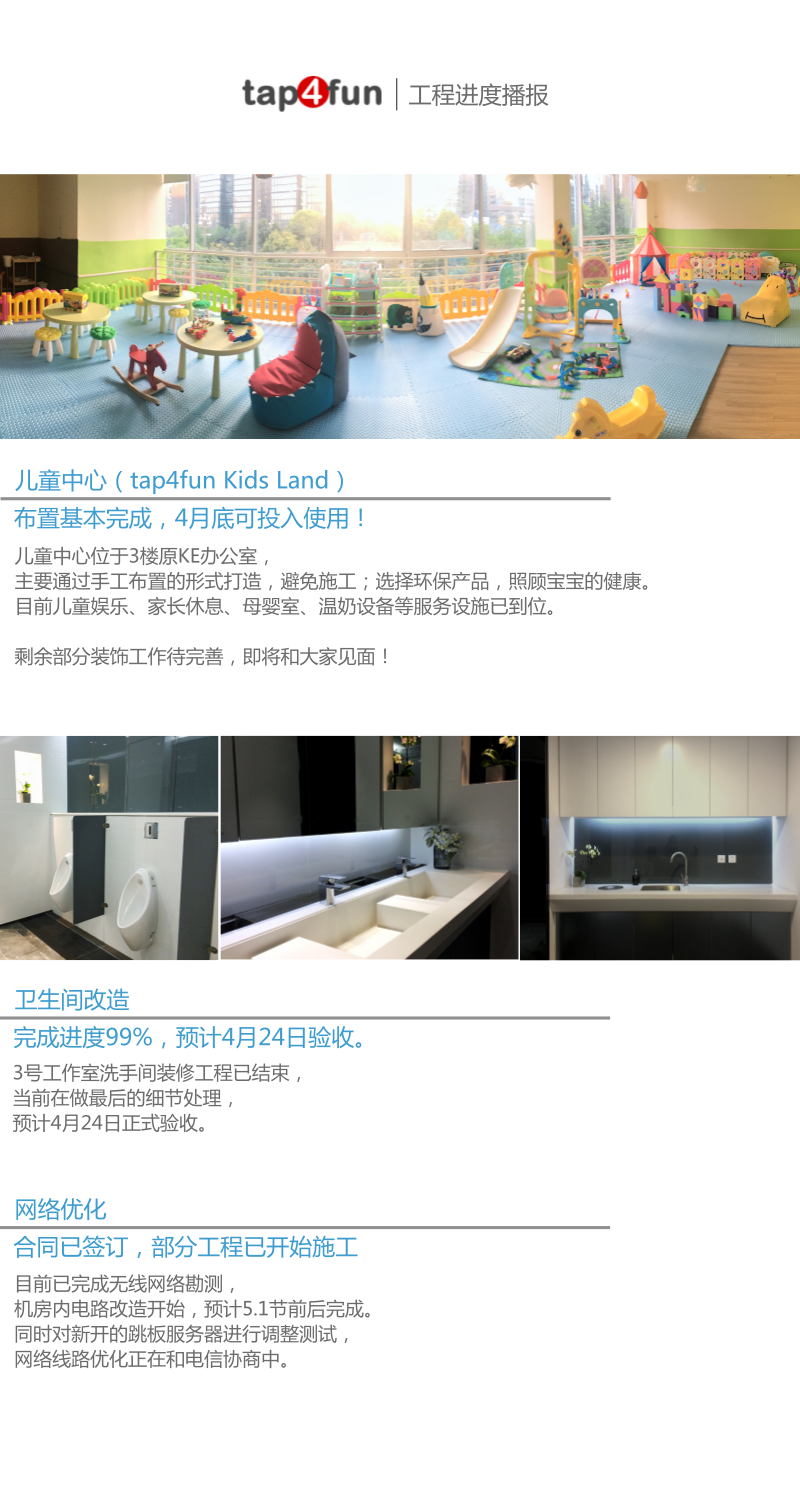 tap4fun | 工程进度播报
儿童中心（tap4fun Kids Land）
布置基本完成，4月底可投入使用！
儿童中心位于3楼原KE办公室，
主要通过手工布置的形式打造，避免施工；选择环保产品，照顾宝宝的健康。
目前儿童娱乐、家长休息、母婴室、温奶设备等服务设施已到位。
剩余部分装饰工作待完善，即将和大家见面！
卫生间改造
完成进度99%，预计4月24日验收。
3号工作室洗手间装修工程已结束，
当前在做最后的细节处理，
预计4月24日正式验收。
网络优化
合同已签订，部分工程已开始施工
目前已完成无线网络勘测，
机房内电路改造开始，预计5.1节前后完成。
同时对新开的跳板服务器进行调整测试，
网络线路优化正在和电信协商中。